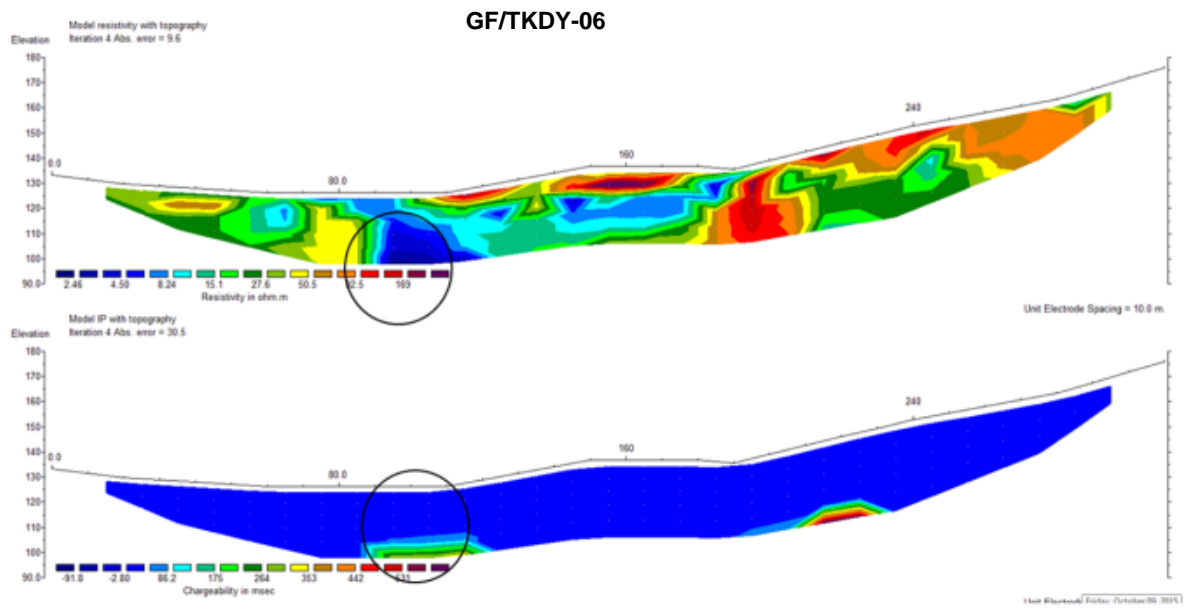 GF/TKDY-06
Model resistivity with topography
Iteration 4 Abs. error = 9.6
Elevation
180
170
160
150
140
130
120
110
100
90.0
0.0
80.0
160
240
2.46 4.50 8.24 15.1 27.6 50.5 169
Resistivity in ohm.m
Unit Electrode Spacing = 10.0 m.
Model IP with topography
Iteration 4 Abs. error = 30.5
Elevation
180
170
160
150
140
130
120
110
100
90.0
0.0
80.0
160
240
-91.8 -2.80 86.2 175 264 353 442
Chargeability in msec
Friday, October 09, 2015